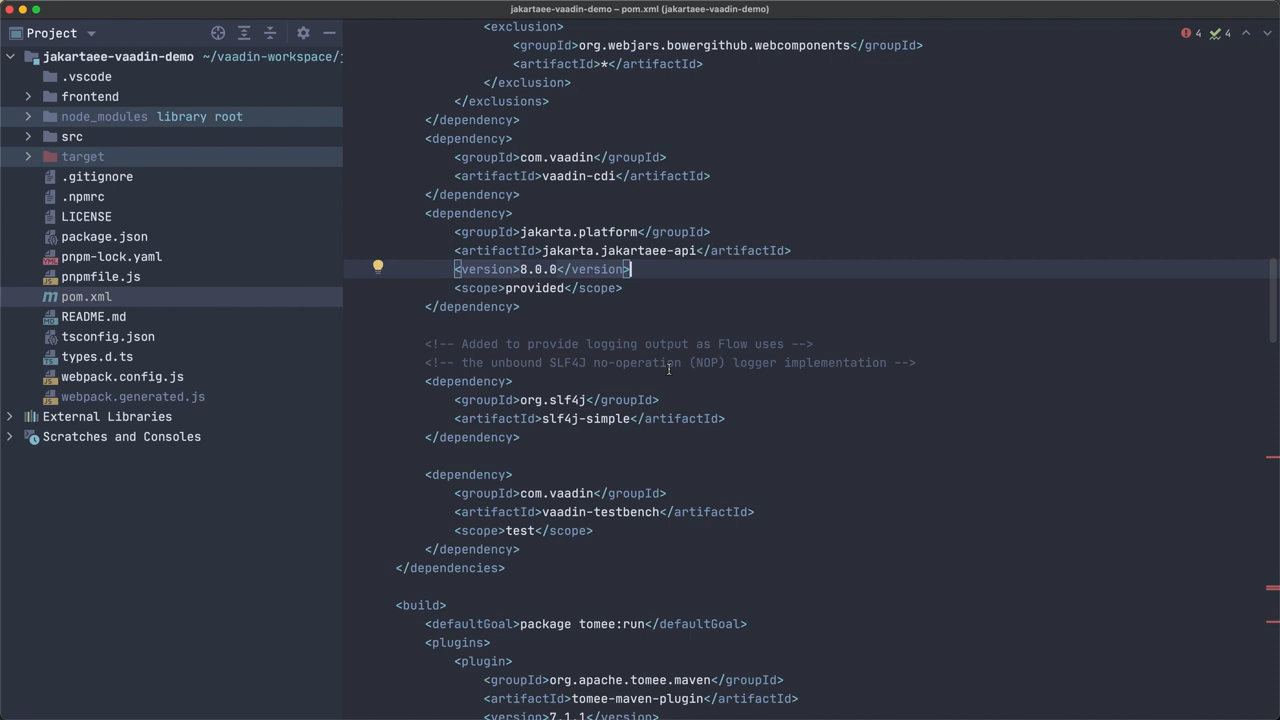 jakartaee-vaadin-demo – pom.xml (jakartaee-vaadin-demo)
Project
jakartaee-vaadin-demo ~/vaadin-workspace/j
.vscode
frontend
node_modules library root
src
target
.gitignore
.npmrc
LICENSE
package.json
pnpm-lock.yaml
pnpmfile.js
pom.xml
README.md
tsconfig.json
types.d.ts
webpack.config.js
webpack.generated.js
External Libraries
Scratches and Consoles
4 4
<exclusion>
<groupId>org.webjars.bowergithub.webcomponents</groupId>
<artifactId>*</artifactId>
</exclusion>
</exclusions>
</dependency>
<dependency>
<groupId>com.vaadin</groupId>
<artifactId>vaadin-cdi</artifactId>
</dependency>
<dependency>
<groupId>jakarta.platform</groupId>
<artifactId>jakarta.jakartaee-api</artifactId>
<version>8.0.0</version>
<scope>provided</scope>
</dependency>
<!-- Added to provide logging output as Flow uses -->
<!-- the unbound SLF4J no-operation (NOP) logger implementation -->
<dependency>
<groupId>org.slf4j</groupId>
<artifactId>slf4j-simple</artifactId>
</dependency>
<dependency>
<groupId>com.vaadin</groupId>
<artifactId>vaadin-testbench</artifactId>
<scope>test</scope>
</dependency>
</dependencies>
<build>
<defaultGoal>package tomee:run</defaultGoal>
<plugins>
<plugin>
<groupId>org.apache.tomee.maven</groupId>
<artifactId>tomee-maven-plugin</artifactId>
<version>7.1.1</version>